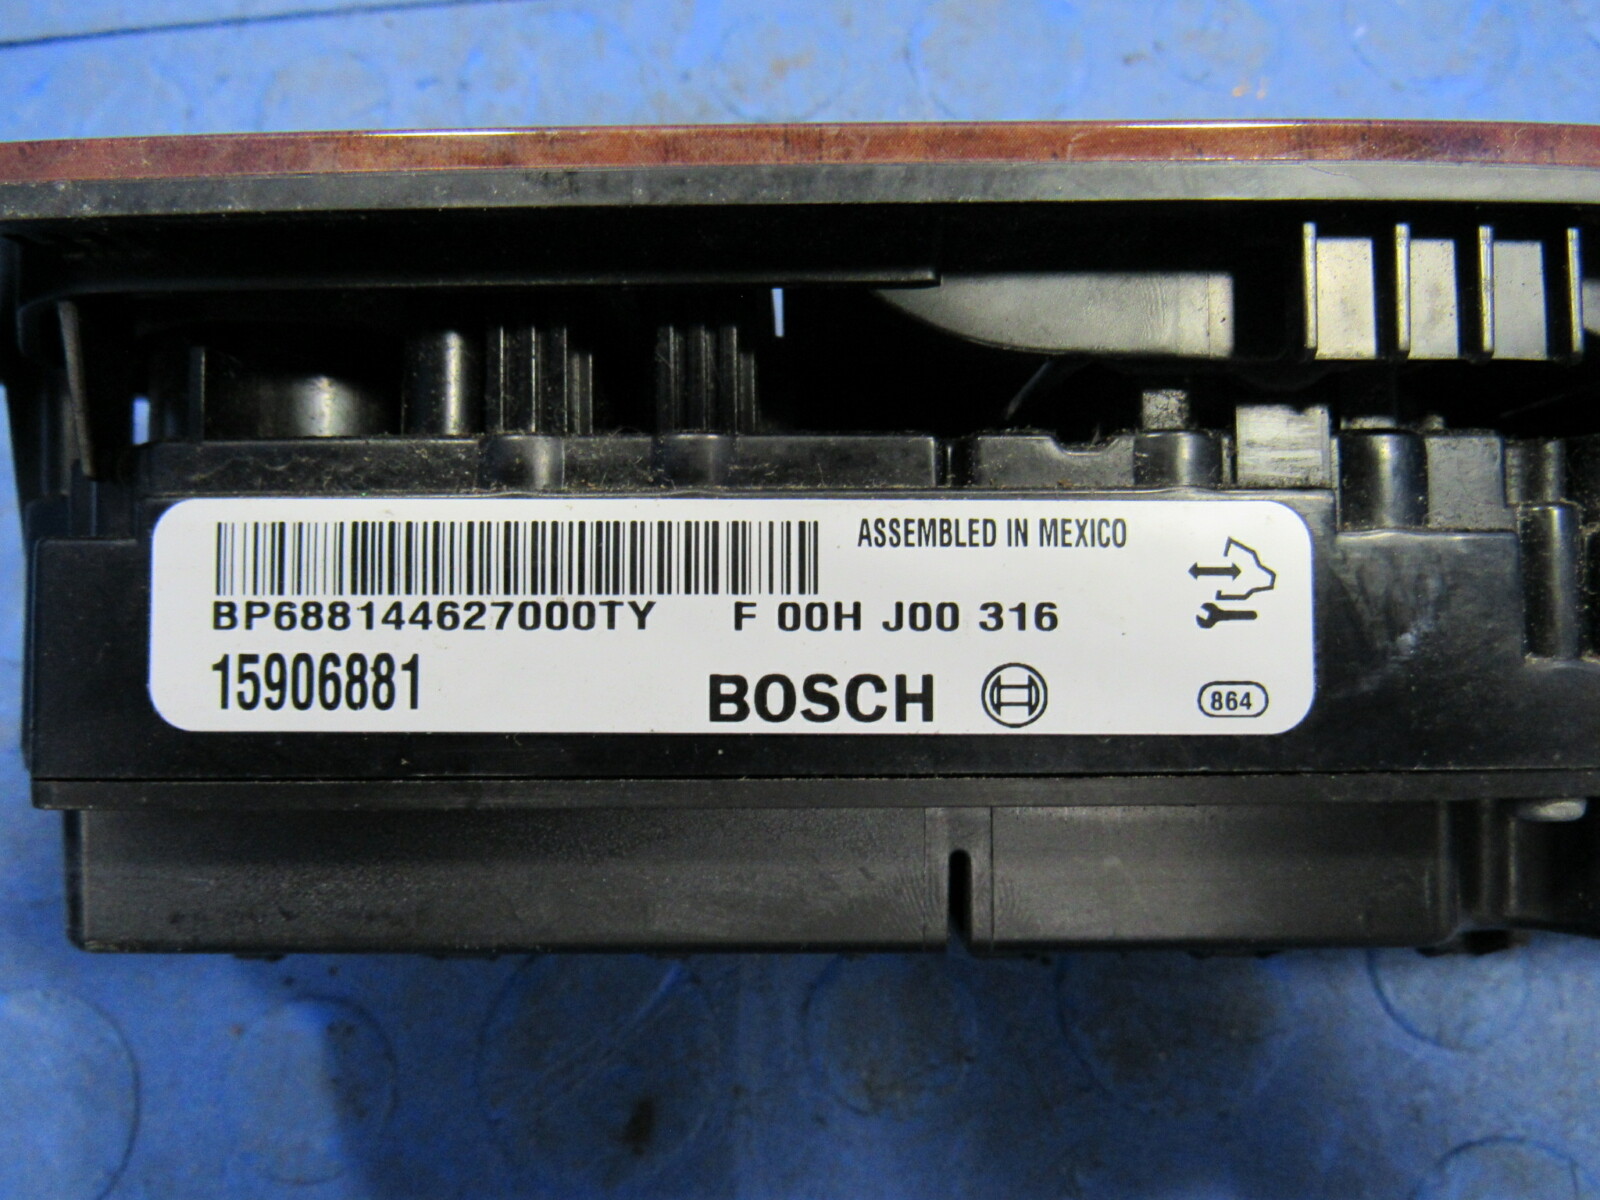 ASSEMBLED IN MEXICO
BP688144627000TY F 00H J00 316
15906881 BOSCH
864